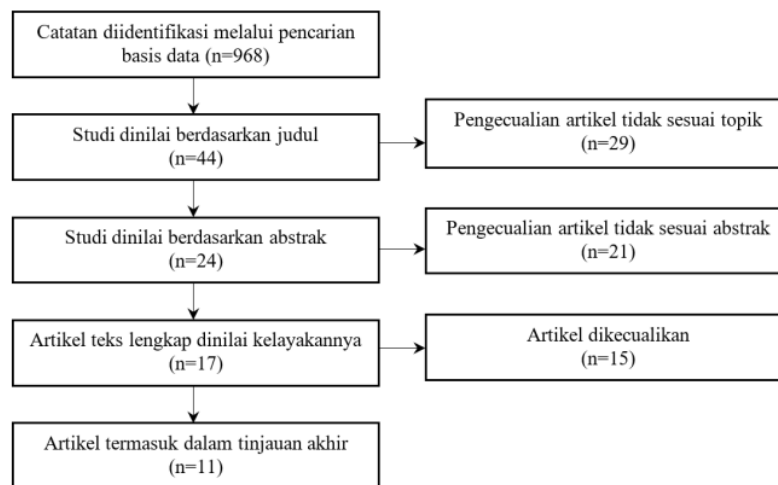 Catatan diidentifikasi melalui pencarian
basis data (n=968)
Studi dinilai berdasarkan judul
(n=44)
Pengecualian artikel tidak sesuai topik
(n=29)
Studi dinilai berdasarkan abstrak
(n=24)
Pengecualian artikel tidak sesuai abstrak
(n=21)
Artikel teks lengkap dinilai kelayakannya
(n=17)
Artikel dikecualikan
(n=15)
Artikel termasuk dalam tinjauan akhir
(n=11)